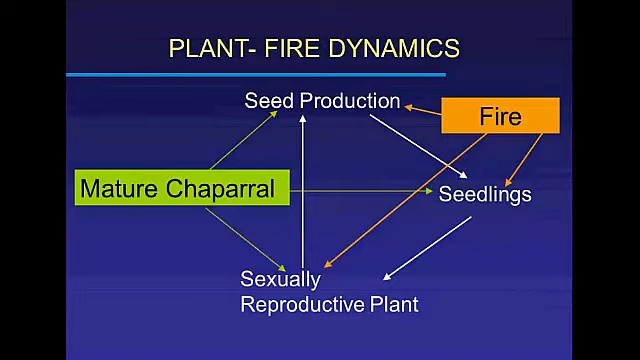 PLANT- FIRE DYNAMICS
Seed Production
Fire
Mature Chaparral
Seedlings
Sexually
Reproductive Plant